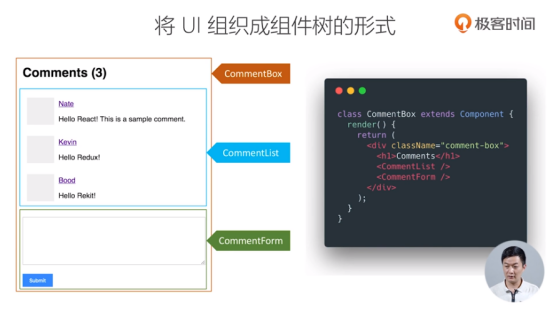 将 UI 组织成组件树的形式
极客时间
Comments (3)
Nate
Hello React! This is a sample comment.
Kevin
Hello Redux!
Bood
Hello Rekit!
Submit
CommentBox
CommentList
CommentForm
class CommentBox extends Component {
render() {
return (
<div className="comment-box">
<h1>Comments</h1>
<CommentList />
<CommentForm />
</div>
);
}
}